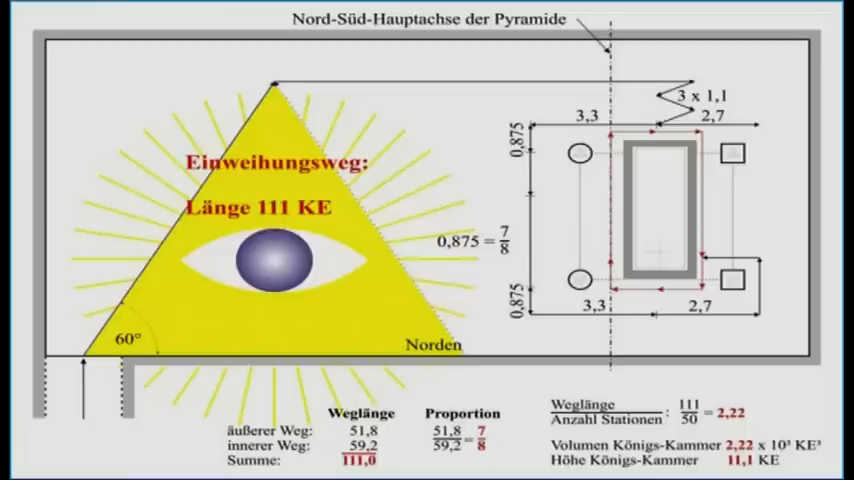 Nord-Süd-Hauptachse der Pyramide
3 x 1,1
3,3 2,7
0,875
Einweihungsweg:
Länge 111 KE
0,875 = 7/8
0,875
3,3 2,7
60°
Norden
Weglänge Proportion
äußerer Weg: 51,8
innerer Weg: 59,2
Summe: 111,0
51,8/59,2 = 7/8
Weglänge/Anzahl Stationen : 111/50 = 2,22
Volumen Königs-Kammer 2,22 x 10³ KE³
Höhe Königs-Kammer 11,1 KE